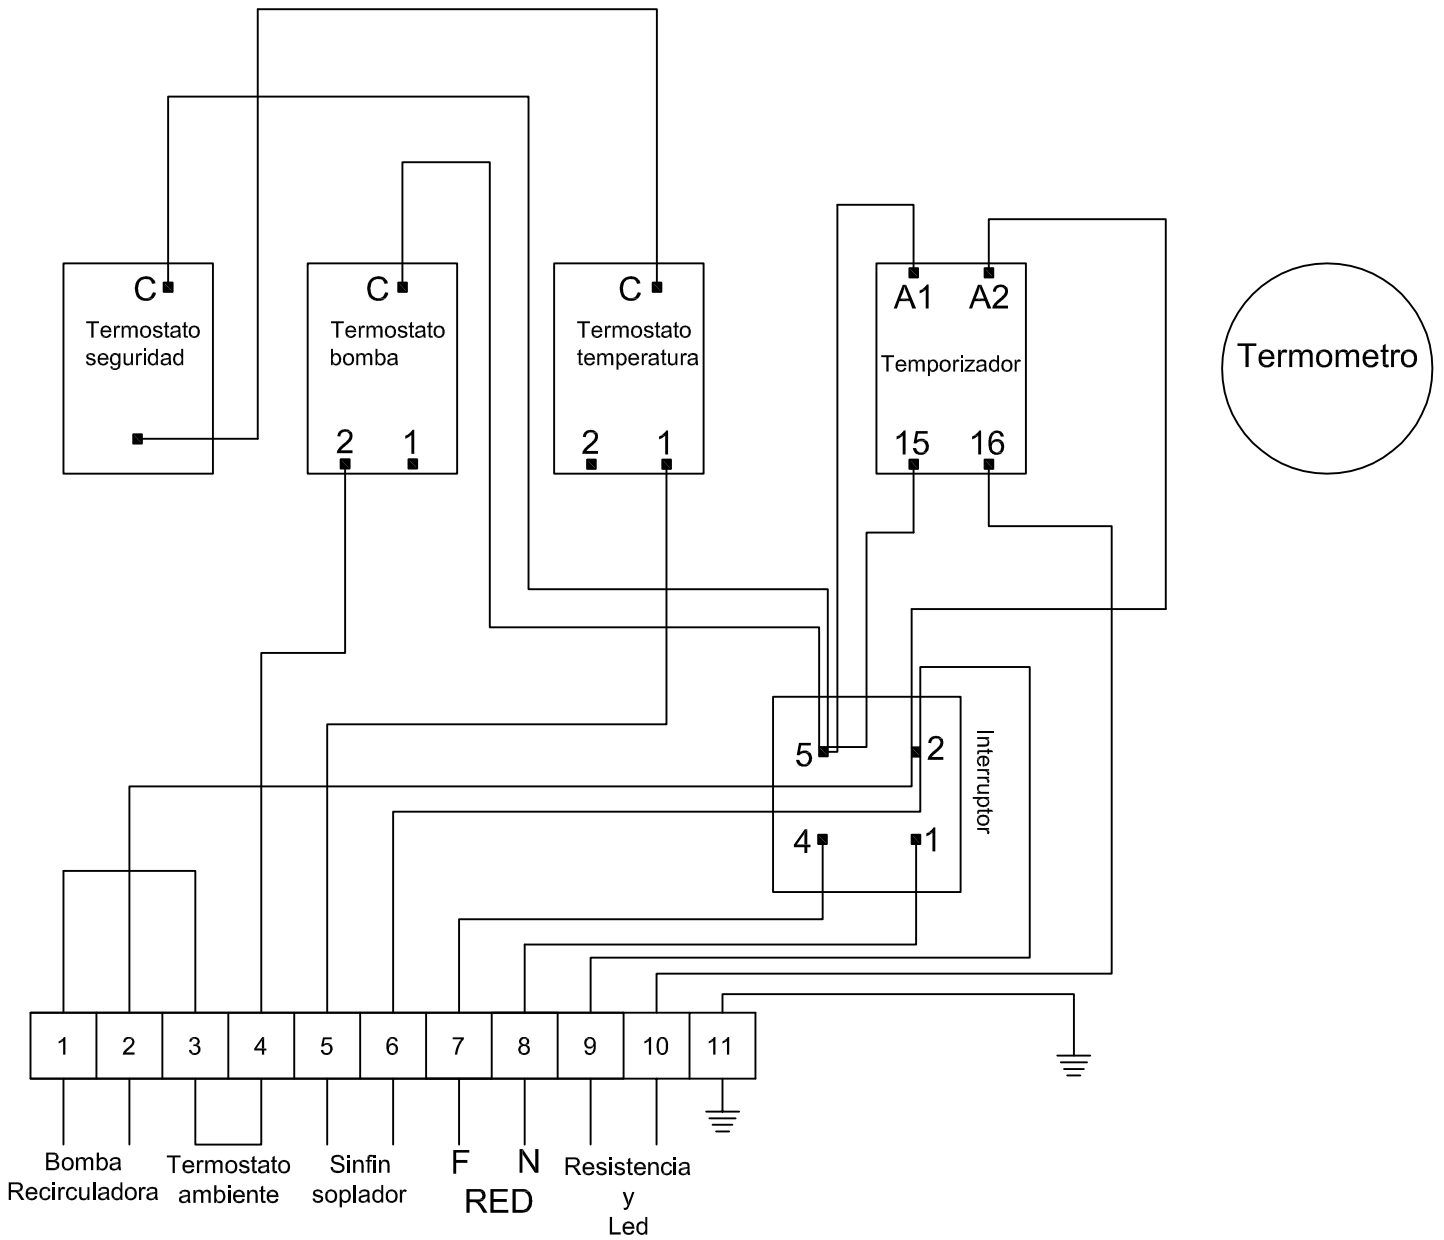 C
Termostato
seguridad
C
Termostato
bomba
2 1
C
Termostato
temperatura
2 1
A1 A2
Temporizador
15 16
Termometro
5 2
4 1
Interruptor
1 2 3 4 5 6 7 8 9 10 11
Bomba
Recirculadora
Termostato
ambiente
Sinfin
soplador
F N
RED
Resistencia
y
Led